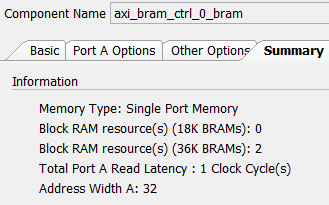 Component Name axi_bram_ctrl_0_bram
Basic Port A Options Other Options Summary
Information
Memory Type: Single Port Memory
Block RAM resource(s) (18K BRAMs): 0
Block RAM resource(s) (36K BRAMs): 2
Total Port A Read Latency : 1 Clock Cycle(s)
Address Width A: 32